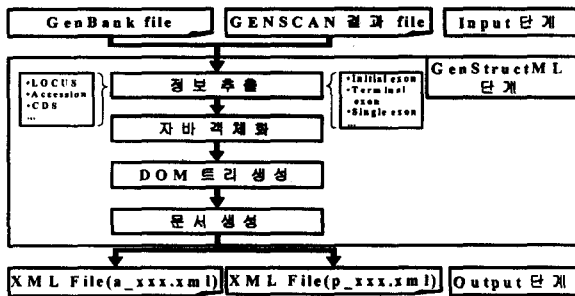 GenBank file
GENSCAN 결과 file
Input 단계
GenStructML 단계
•LOCUS
•Accession
•CDS
...
정보 추출
•Initial exon
•Terminal exon
•Single exon
...
자바 객체화
DOM 트리 생성
문서 생성
XML File(a_xxx.xml)
XML File(p_xxx.xml)
Output 단계